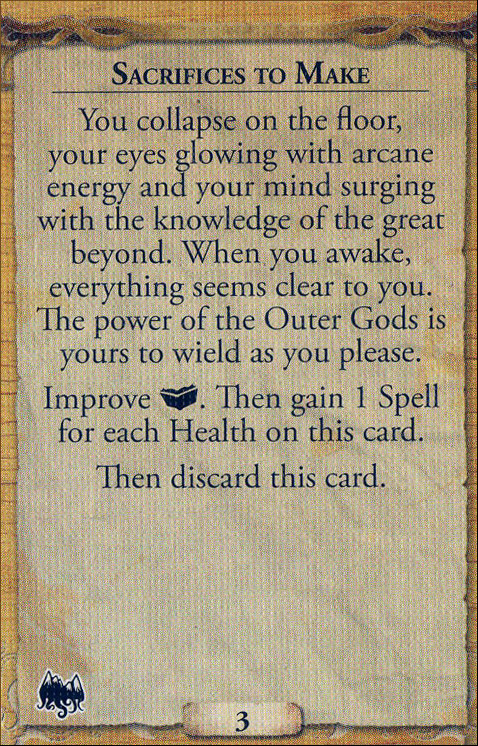 SACRIFICES TO MAKE
You collapse on the floor,
your eyes glowing with arcane
energy and your mind surging
with the knowledge of the great
beyond. When you awake,
everything seems clear to you.
The power of the Outer Gods is
yours to wield as you please.
Improve . Then gain 1 Spell
for each Health on this card.
Then discard this card.
3